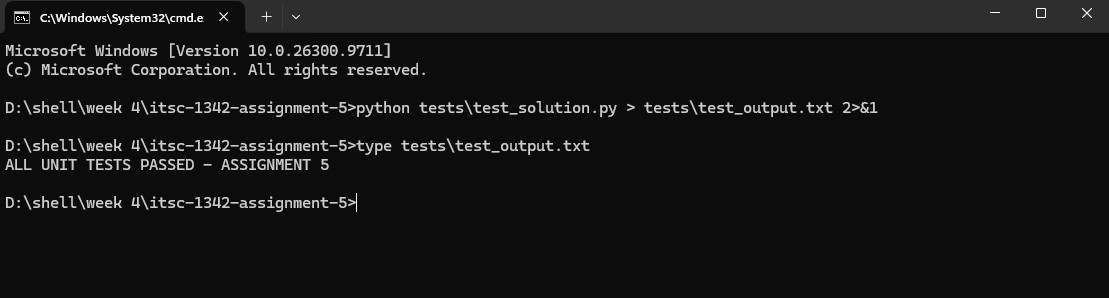 C:\Windows\System32\cmd.e
Microsoft Windows [Version 10.0.26300.9711]
(c) Microsoft Corporation. All rights reserved.
D:\shell\week 4\itsc-1342-assignment-5>python tests\test_solution.py > tests\test_output.txt 2>&1
D:\shell\week 4\itsc-1342-assignment-5>type tests\test_output.txt
ALL UNIT TESTS PASSED - ASSIGNMENT 5
D:\shell\week 4\itsc-1342-assignment-5>